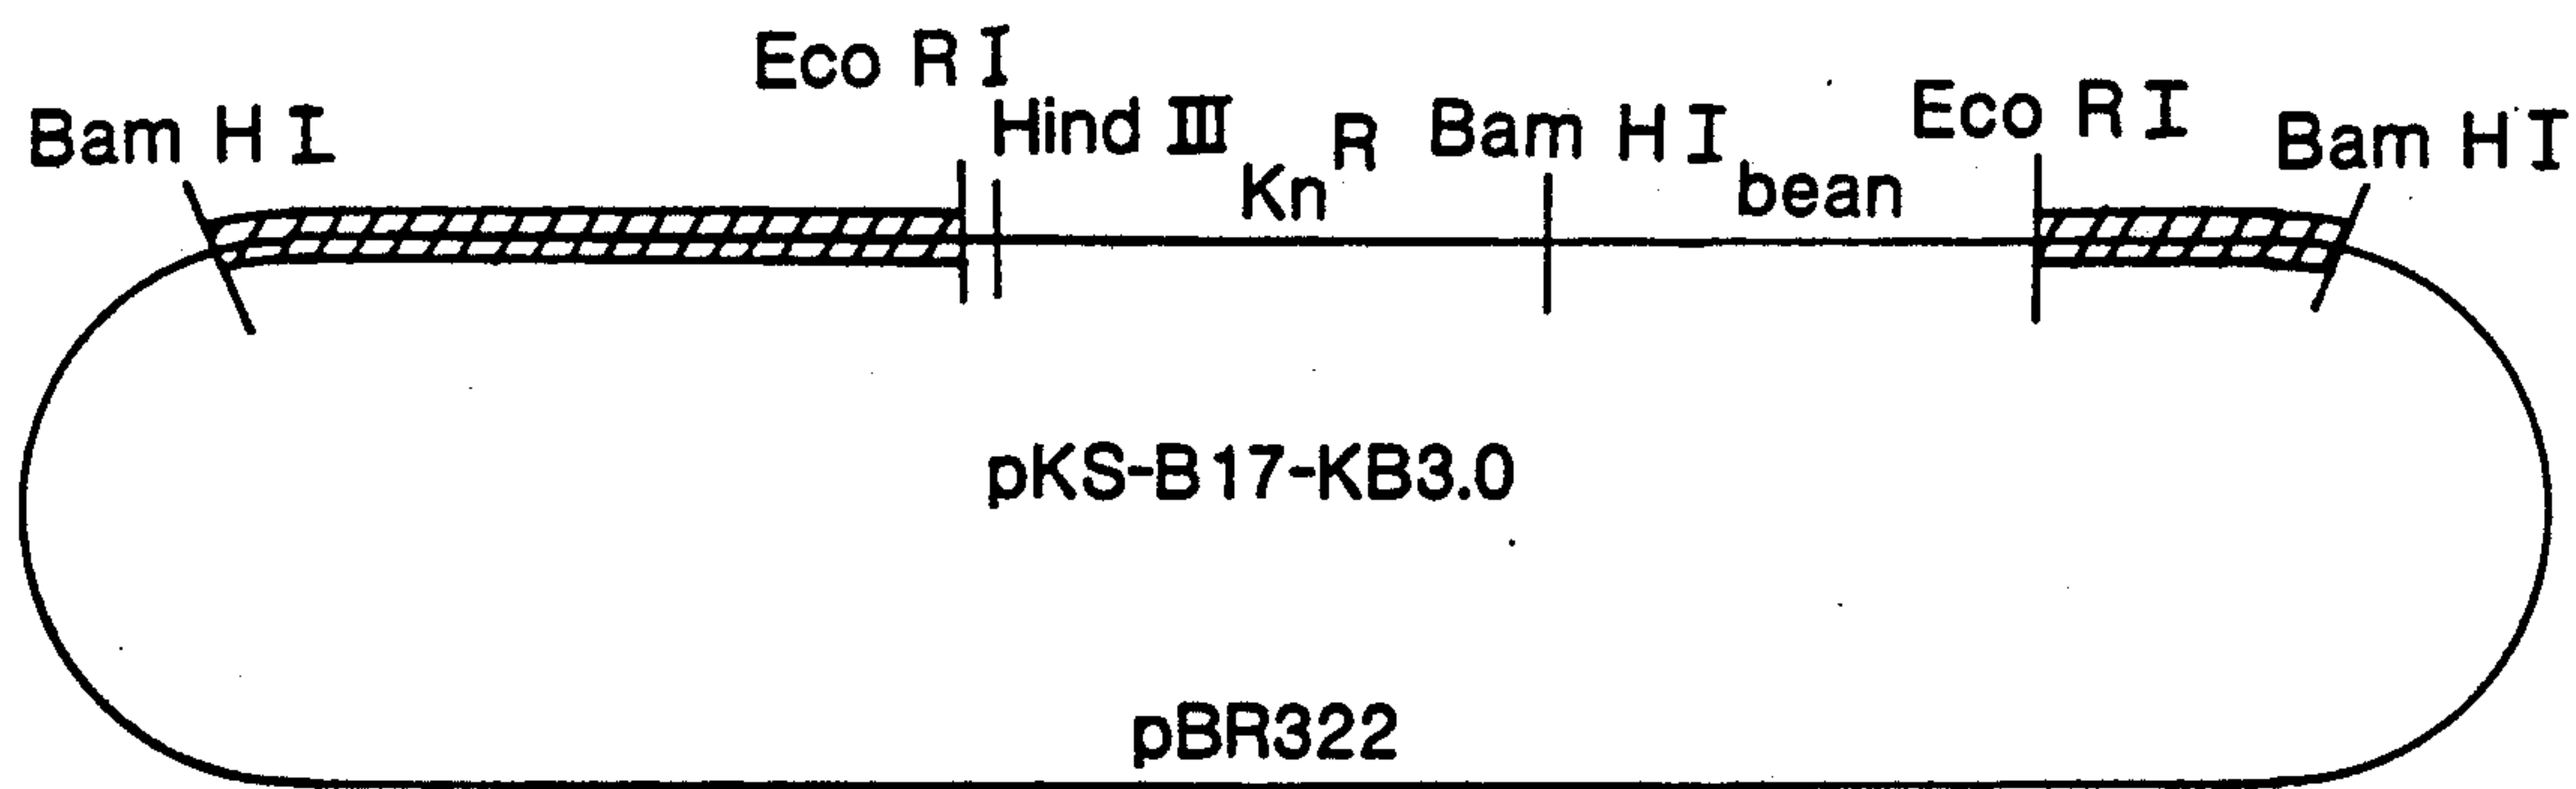 Bam H I
Eco R I
Hind III
Kn R
Bam H I
bean
Eco R I
Bam H I
pKS-B17-KB3.0
pBR322